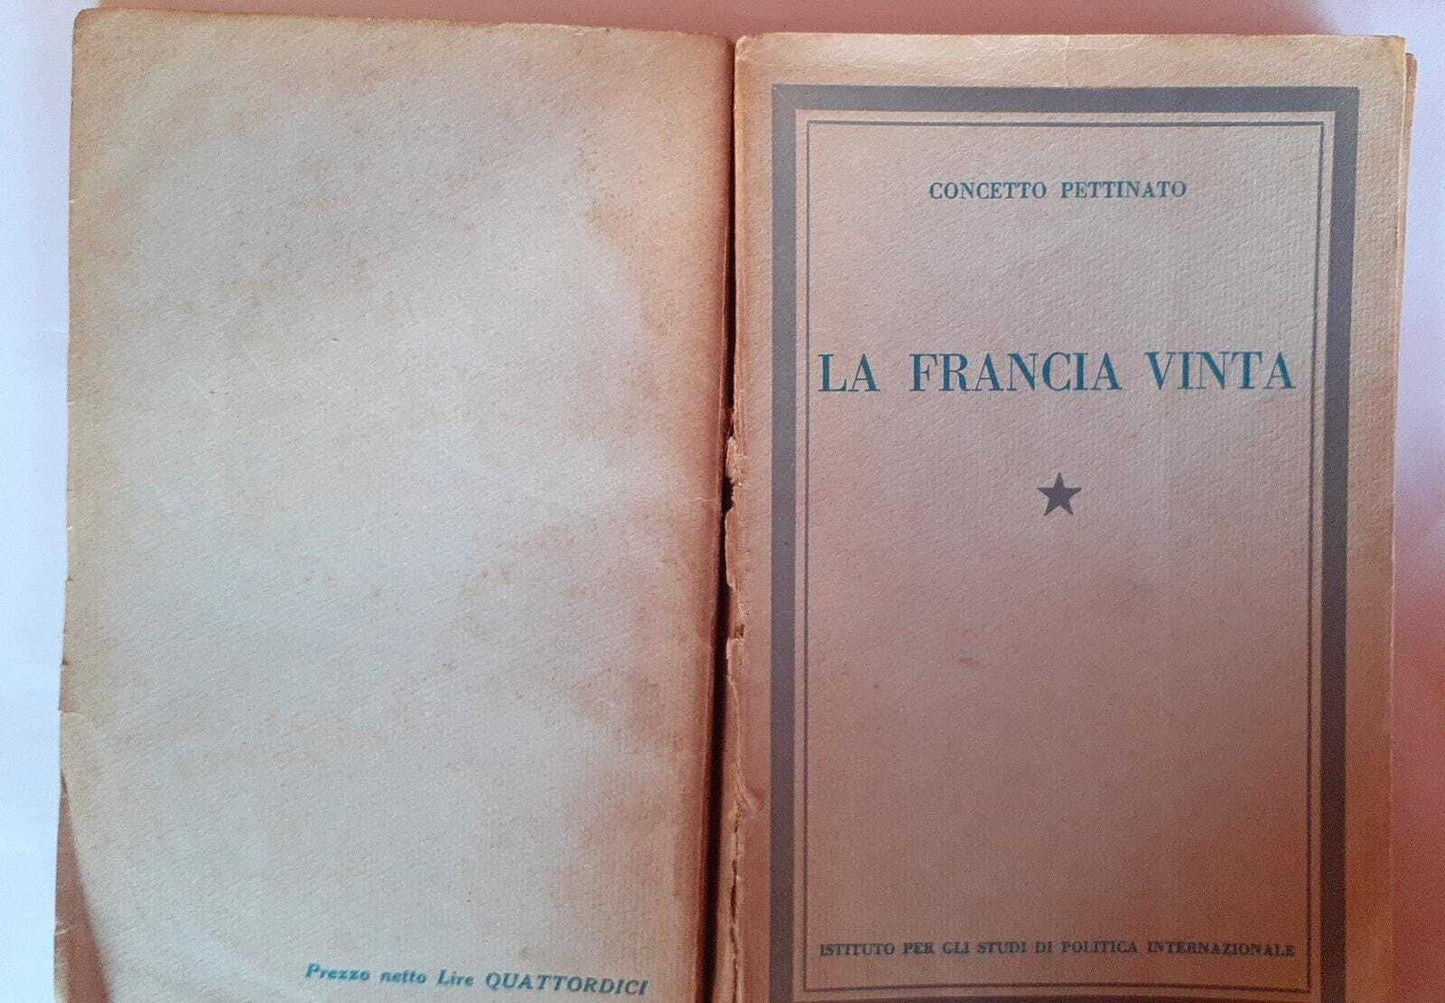 Prezzo netto Lire QUATTORDICI
CONCETTO PETTINATO
LA FRANCIA VINTA
ISTITUTO PER GLI STUDI DI POLITICA INTERNAZIONALE